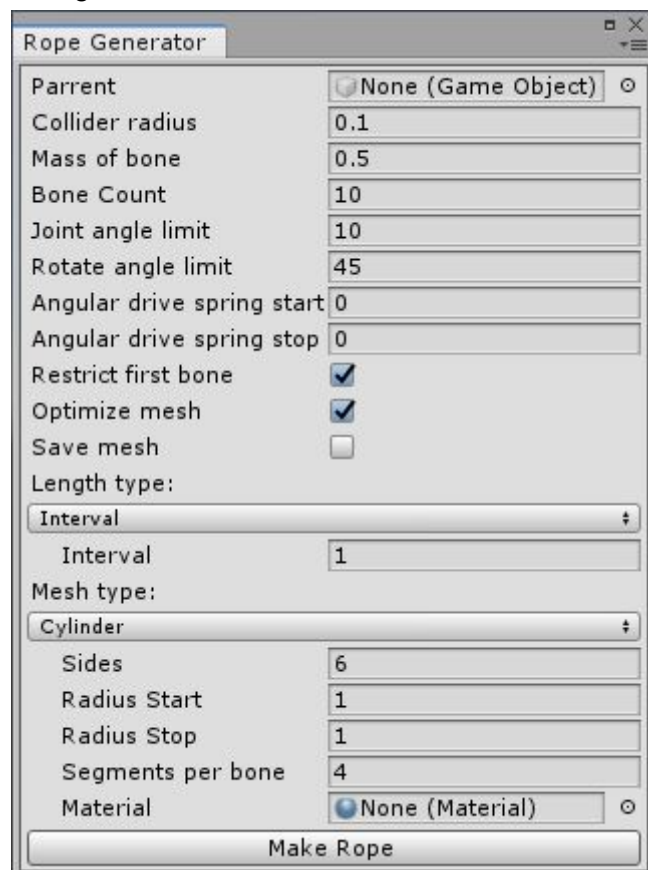 Rope Generator
Parrent None (Game Object)
Collider radius 0.1
Mass of bone 0.5
Bone Count 10
Joint angle limit 10
Rotate angle limit 45
Angular drive spring start 0
Angular drive spring stop 0
Restrict first bone
Optimize mesh
Save mesh
Length type:
Interval
Interval 1
Mesh type:
Cylinder
Sides 6
Radius Start 1
Radius Stop 1
Segments per bone 4
Material None (Material)
Make Rope